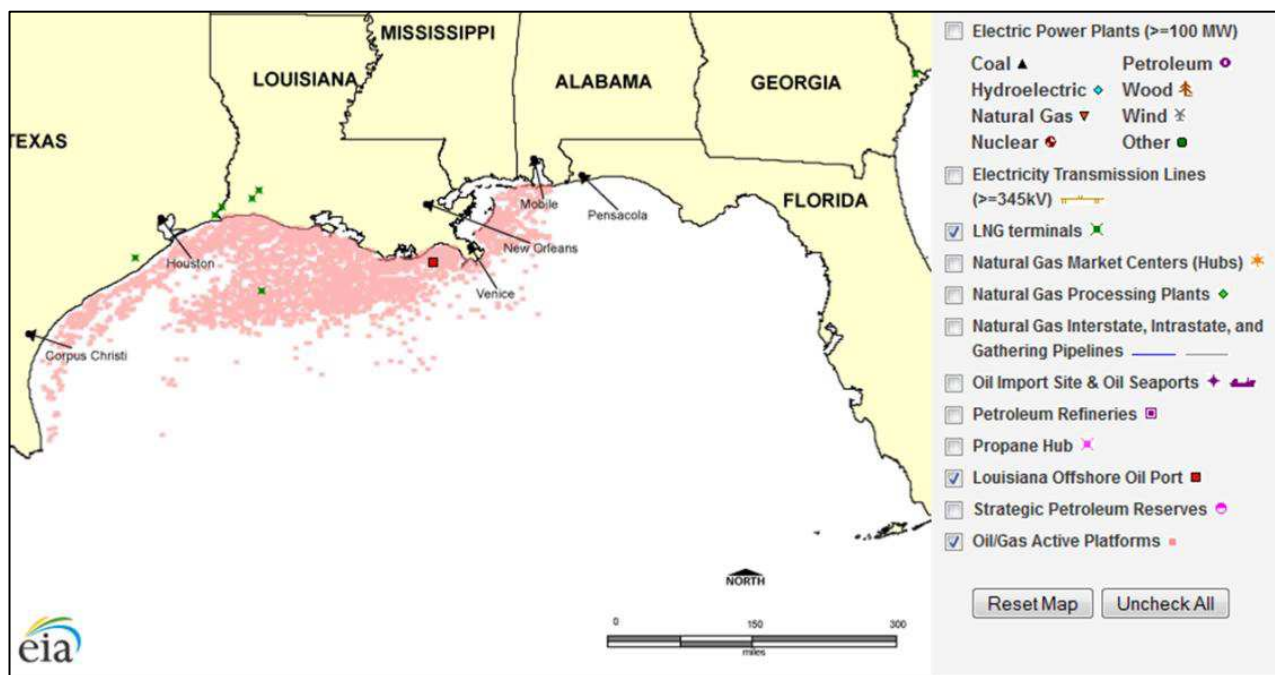 MISSISSIPPI
LOUISIANA
ALABAMA
GEORGIA
TEXAS
FLORIDA
Mobile
Pensacola
New Orleans
Houston
Venice
Corpus Christi
NORTH
0 150 300
miles
eia
Electric Power Plants (>=100 MW)
Coal Petroleum
Hydroelectric Wood
Natural Gas Wind
Nuclear Other
Electricity Transmission Lines
(>=345kV)
LNG terminals
Natural Gas Market Centers (Hubs)
Natural Gas Processing Plants
Natural Gas Interstate, Intrastate, and
Gathering Pipelines
Oil Import Site & Oil Seaports
Petroleum Refineries
Propane Hub
Louisiana Offshore Oil Port
Strategic Petroleum Reserves
Oil/Gas Active Platforms
Reset Map Uncheck All